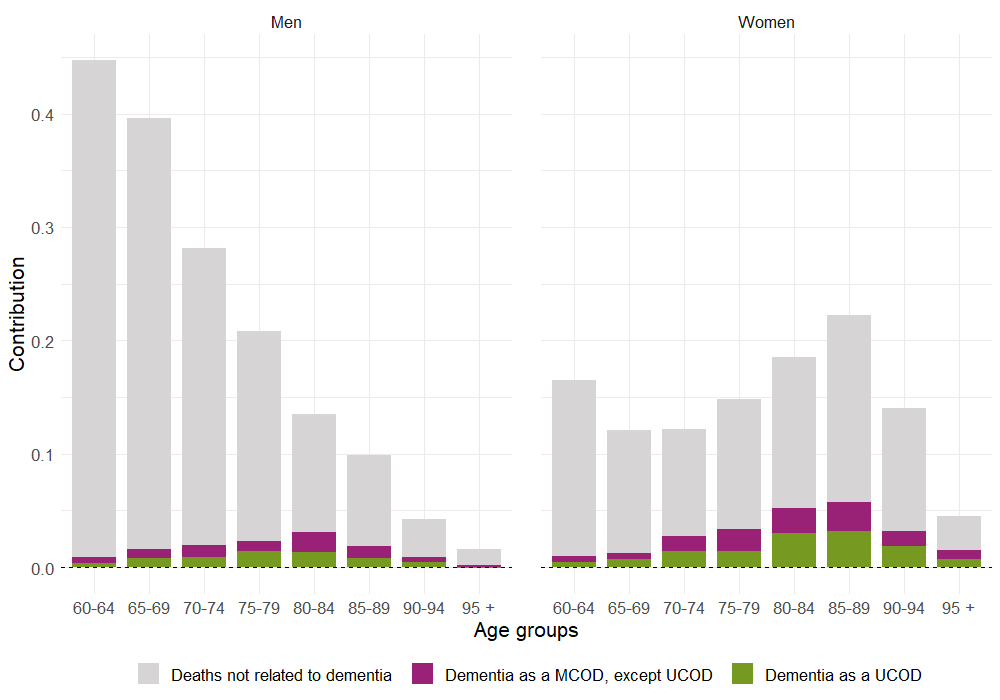 Men
Women
Contribution
0.4
0.3
0.2
0.1
0.0
60-64 65-69 70-74 75-79 80-84 85-89 90-94 95 +
60-64 65-69 70-74 75-79 80-84 85-89 90-94 95 +
Age groups
Deaths not related to dementia
Dementia as a MCOD, except UCOD
Dementia as a UCOD